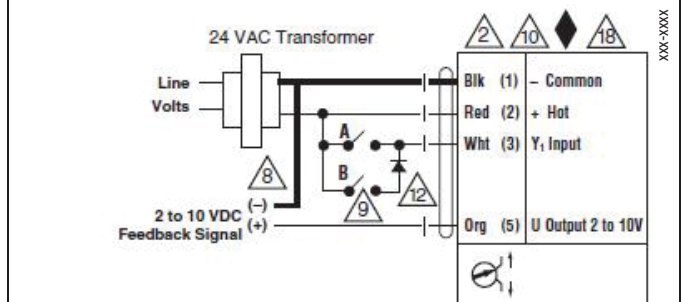 24 VAC Transformer
2 10 18
XXX-XXXX
Line
Volts
Blk (1) – Common
Red (2) + Hot
Wht (3) Y₁ Input
A
B
8
9
12
2 to 10 VDC (–)
Feedback Signal (+)
Org (5) U Output 2 to 10V